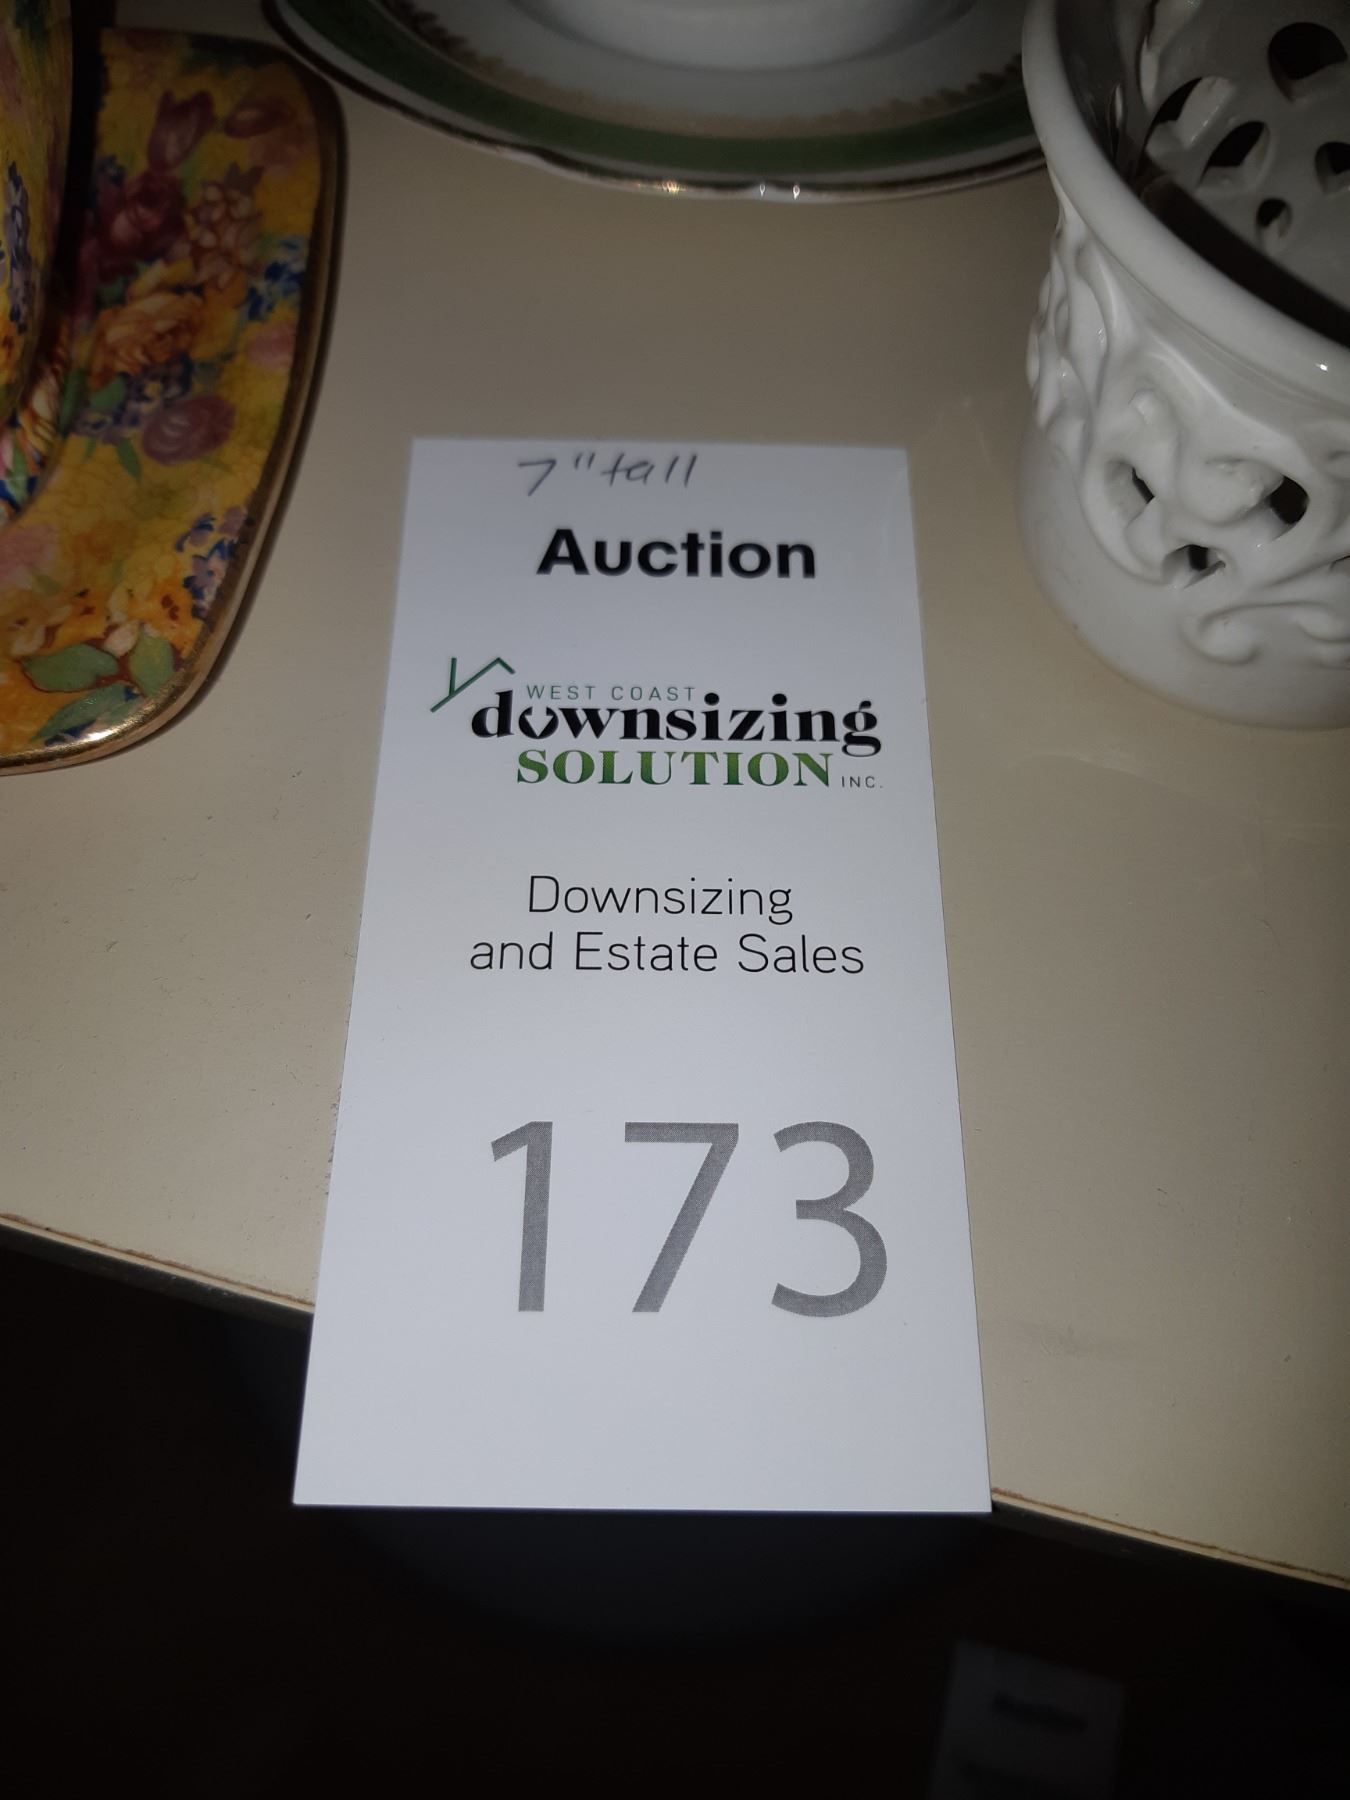 7" tall
Auction
WEST COAST
downsizing
SOLUTION INC.
Downsizing
and Estate Sales
173